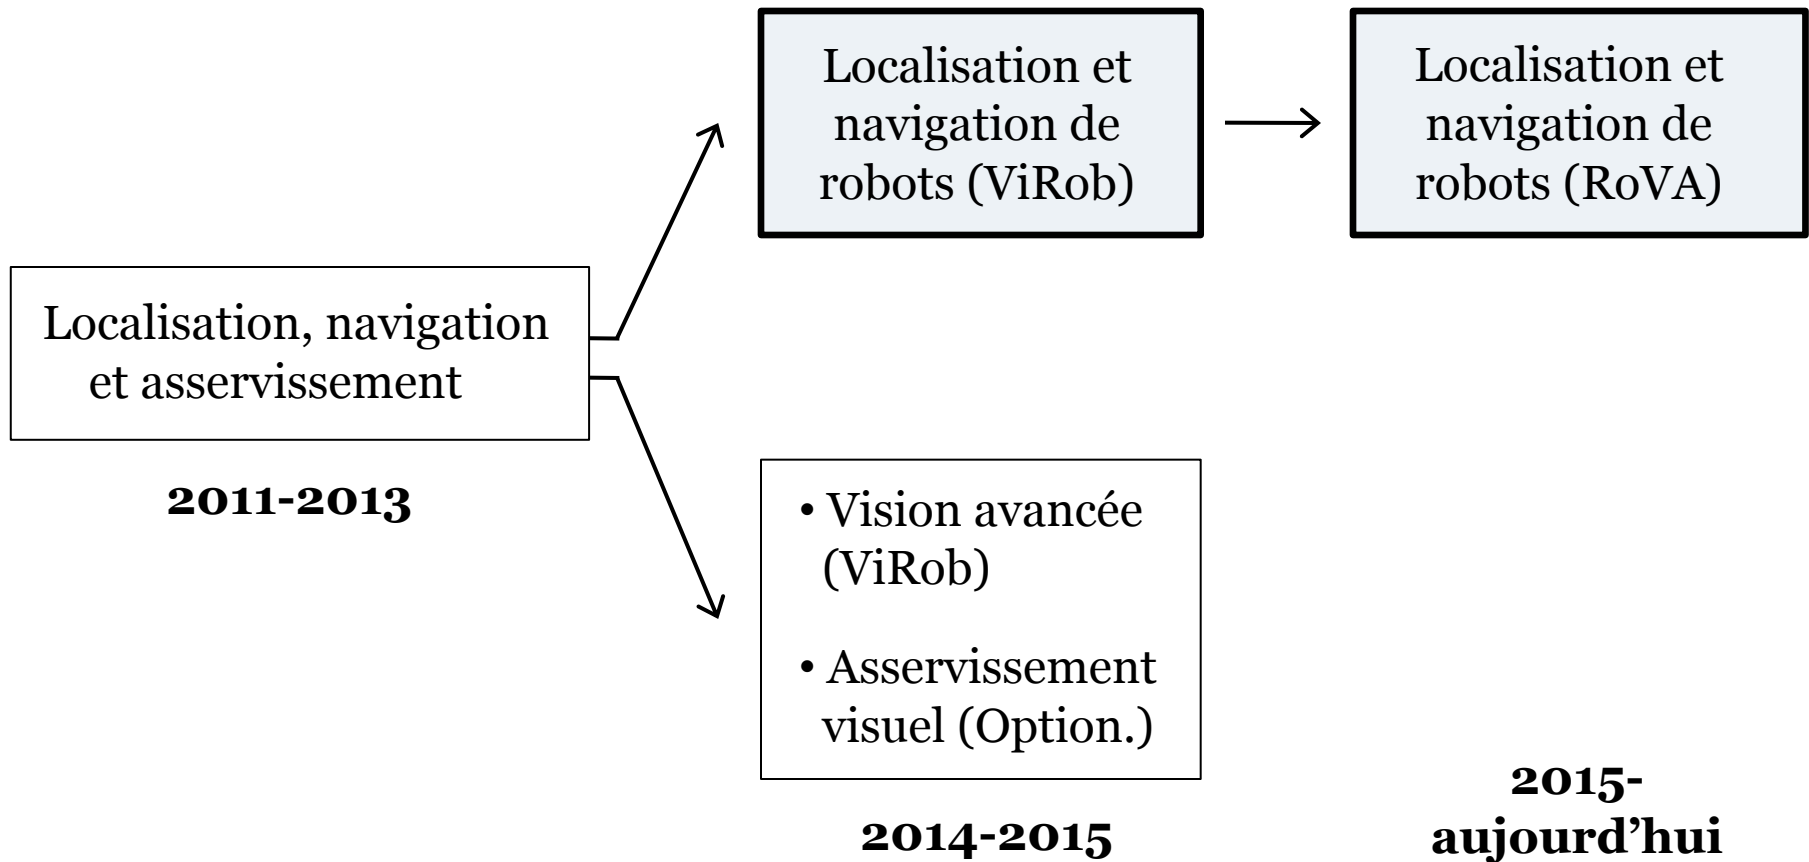 Localisation et
navigation de
robots (ViRob)
Localisation et
navigation de
robots (RoVA)
Localisation, navigation
et asservissement
2011-2013
• Vision avancée
(ViRob)
• Asservissement
visuel (Option.)
2014-2015
2015-
aujourd’hui